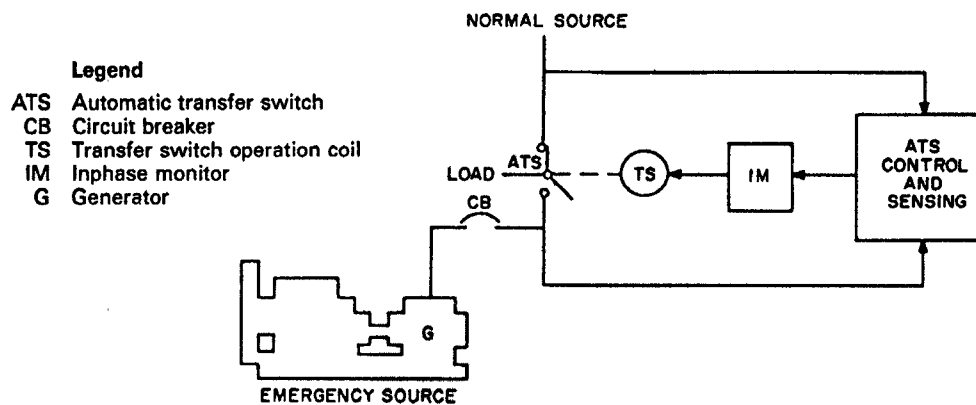 NORMAL SOURCE
Legend
ATS Automatic transfer switch
CB Circuit breaker
TS Transfer switch operation coil
IM Inphase monitor
G Generator
ATS
LOAD
TS
IM
ATS
CONTROL
AND
SENSING
CB
G
EMERGENCY SOURCE